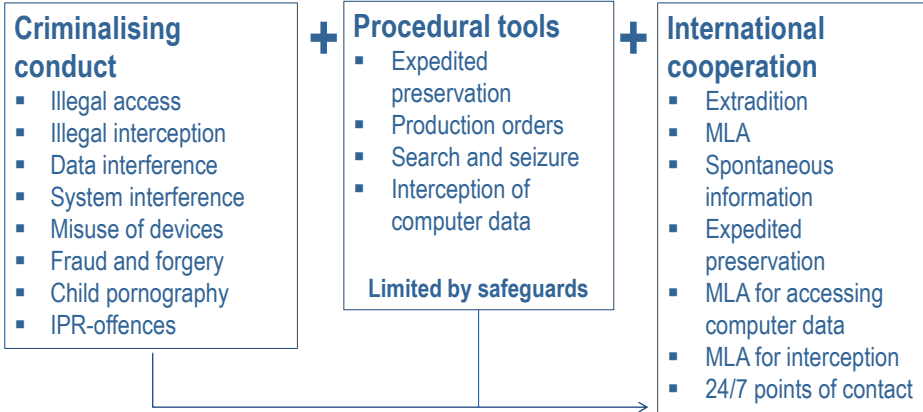 Criminalising
conduct
▪ Illegal access
▪ Illegal interception
▪ Data interference
▪ System interference
▪ Misuse of devices
▪ Fraud and forgery
▪ Child pornography
▪ IPR-offences
+
Procedural tools
▪ Expedited
preservation
▪ Production orders
▪ Search and seizure
▪ Interception of
computer data
Limited by safeguards
+
International
cooperation
▪ Extradition
▪ MLA
▪ Spontaneous
information
▪ Expedited
preservation
▪ MLA for accessing
computer data
▪ MLA for interception
▪ 24/7 points of contact